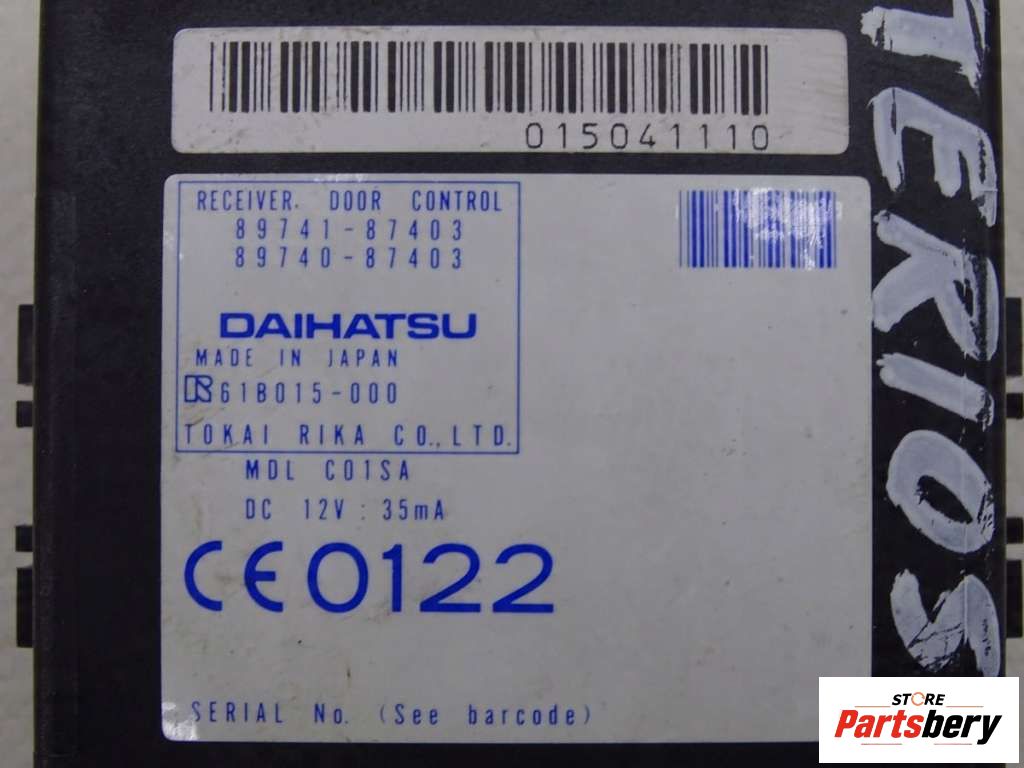 015041110
RECEIVER. DOOR CONTROL
89741-87403
89740-87403
DAIHATSU
MADE IN JAPAN
61B015-000
TOKAI RIKA CO., LTD.
MDL C01SA
DC 12V : 35mA
CE0122
SERIAL No. (See barcode)
TERIOS
STORE
Partsbery